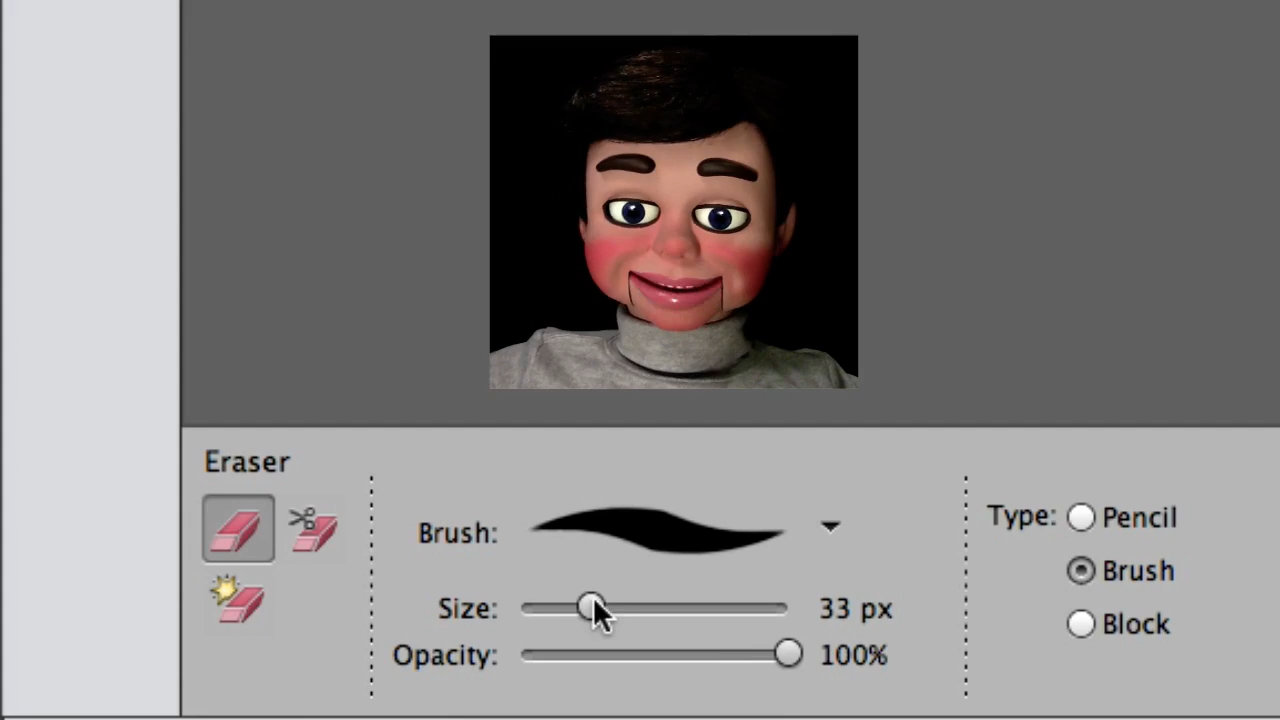 Eraser
Brush:
Size: 33 px
Opacity: 100%
Type: Pencil
Brush
Block